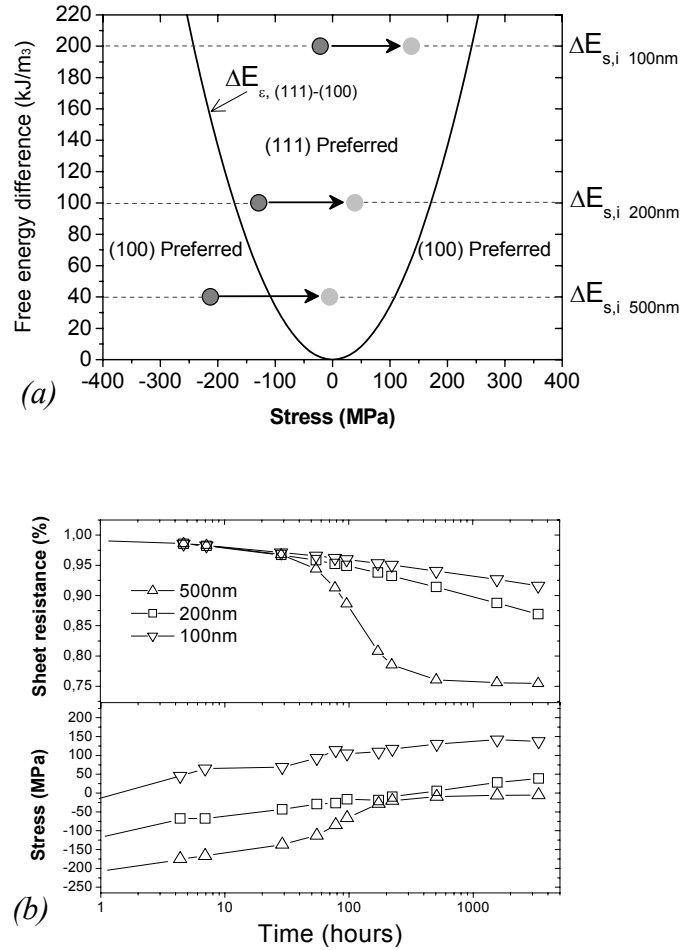 220
200
180
160
140
120
100
80
60
40
20
0
Free energy difference (kJ/m3)
ΔEε, (111)-(100)
(111) Preferred
(100) Preferred
(100) Preferred
ΔEs,i 100nm
ΔEs,i 200nm
ΔEs,i 500nm
-400 -300 -200 -100 0 100 200 300 400
Stress (MPa)
(a)
Sheet resistance (%)
1,00
0,95
0,90
0,85
0,80
0,75
500nm
200nm
100nm
Stress (MPa)
200
150
100
50
0
-50
-100
-150
-200
-250
1 10 100 1000
Time (hours)
(b)